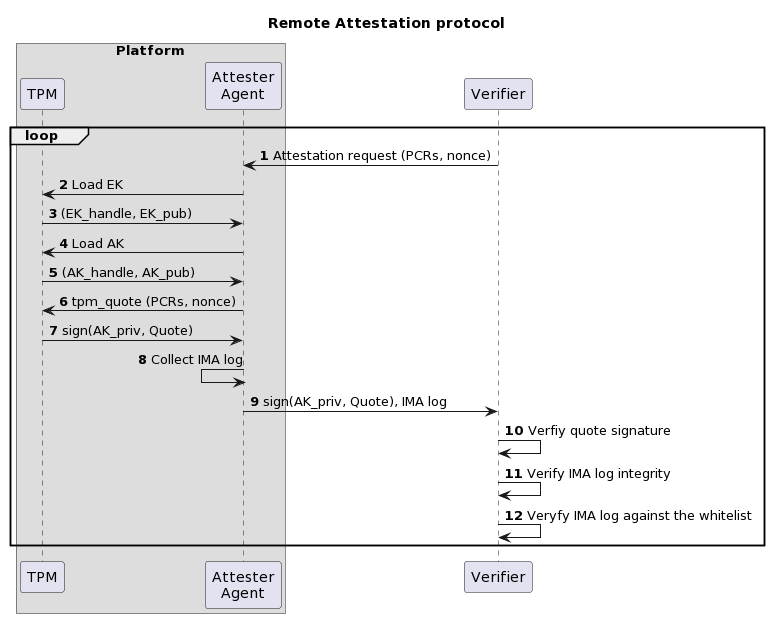 Remote Attestation protocol
Platform
TPM
Attester
Agent
Verifier
loop
1 Attestation request (PCRs, nonce)
2 Load EK
3 (EK_handle, EK_pub)
4 Load AK
5 (AK_handle, AK_pub)
6 tpm_quote (PCRs, nonce)
7 sign(AK_priv, Quote)
8 Collect IMA log
9 sign(AK_priv, Quote), IMA log
10 Verfiy quote signature
11 Verify IMA log integrity
12 Veryfy IMA log against the whitelist
TPM
Attester
Agent
Verifier